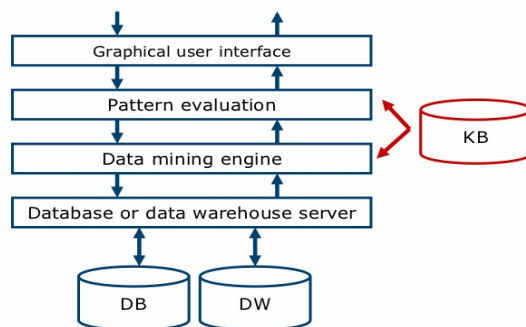 Graphical user interface
Pattern evaluation
KB
Data mining engine
Database or data warehouse server
DB
DW